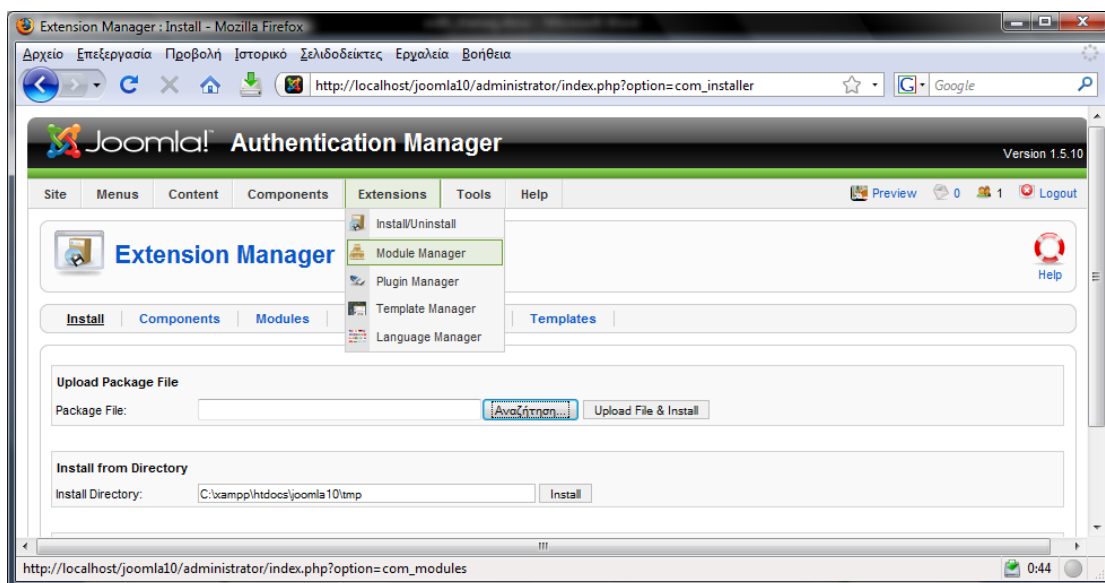 Extension Manager : Install - Mozilla Firefox
Αρχείο Επεξεργασία Προβολή Ιστορικό Σελιδοδείκτες Εργαλεία Βοήθεια
http://localhost/joomla10/administrator/index.php?option=com_installer G Google
Joomla! Authentication Manager
Version 1.5.10
Site Menus Content Components Extensions Tools Help Preview 0 1 Logout
Install/Uninstall
Extension Manager Module Manager
Help
Plugin Manager
Install Components Modules Template Manager Templates
Language Manager
Upload Package File
Package File: Αναζήτηση... Upload File & Install
Install from Directory
Install Directory: C:\xampp\htdocs\joomla10\tmp Install
http://localhost/joomla10/administrator/index.php?option=com_modules 0:44